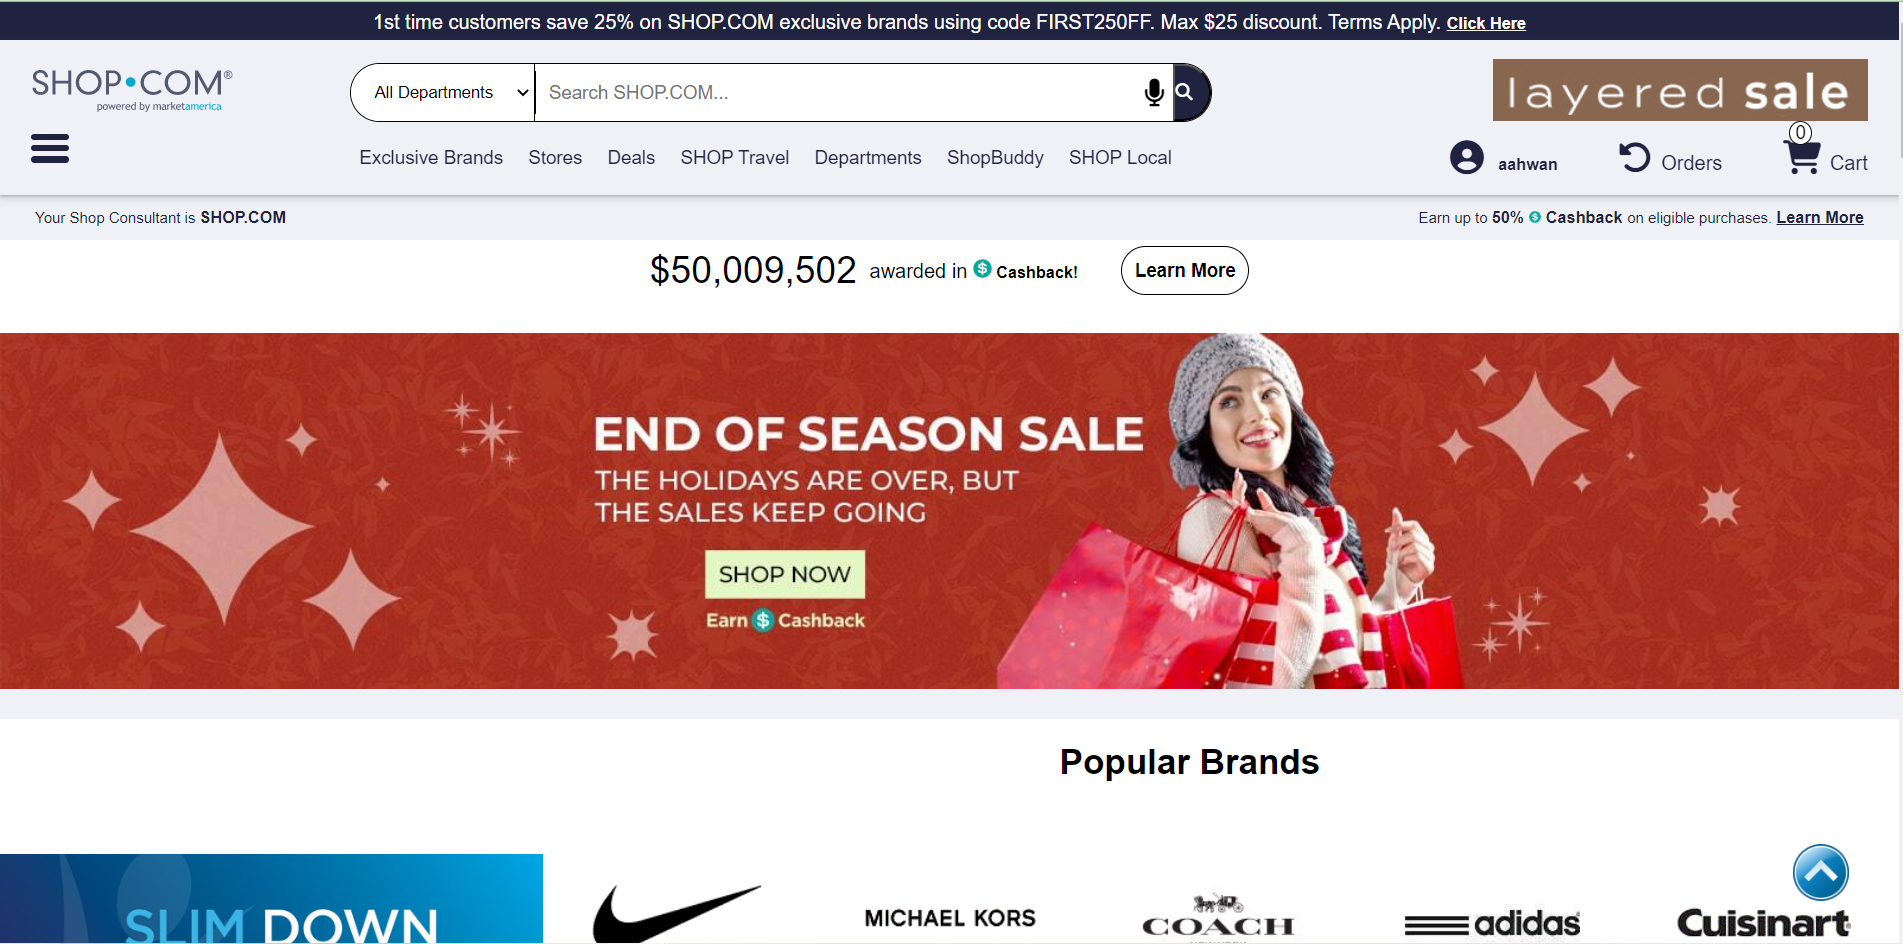 1st time customers save 25% on SHOP.COM exclusive brands using code FIRST250FF. Max $25 discount. Terms Apply. Click Here
SHOP•COM®
powered by marketamerica
All Departments
Search SHOP.COM...
layered sale
Exclusive Brands Stores Deals SHOP Travel Departments ShopBuddy SHOP Local
aahwan
Orders
0
Cart
Your Shop Consultant is SHOP.COM
Earn up to 50% $ Cashback on eligible purchases. Learn More
$50,009,502 awarded in $ Cashback!
Learn More
END OF SEASON SALE
THE HOLIDAYS ARE OVER, BUT
THE SALES KEEP GOING
SHOP NOW
Earn $ Cashback
Popular Brands
SLIM DOWN
MICHAEL KORS
COACH
adidas
Cuisinart